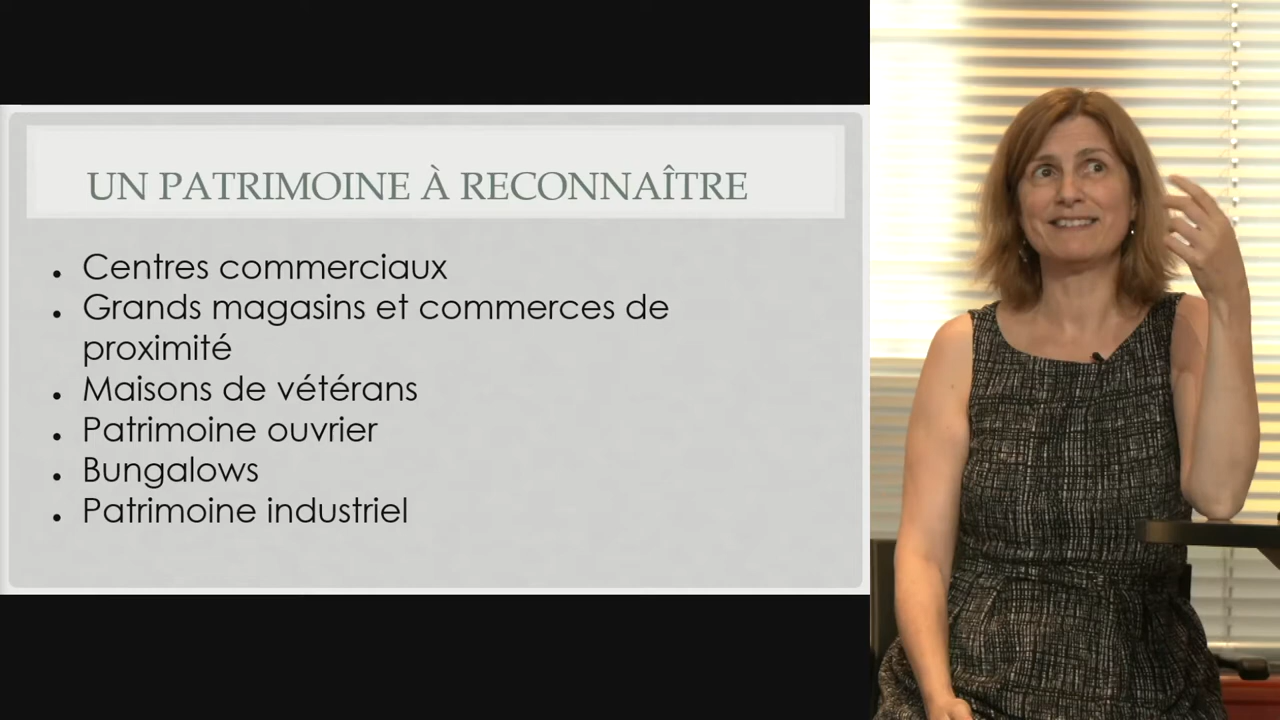 UN PATRIMOINE À RECONNAÎTRE
• Centres commerciaux
• Grands magasins et commerces de
proximité
• Maisons de vétérans
• Patrimoine ouvrier
• Bungalows
• Patrimoine industriel